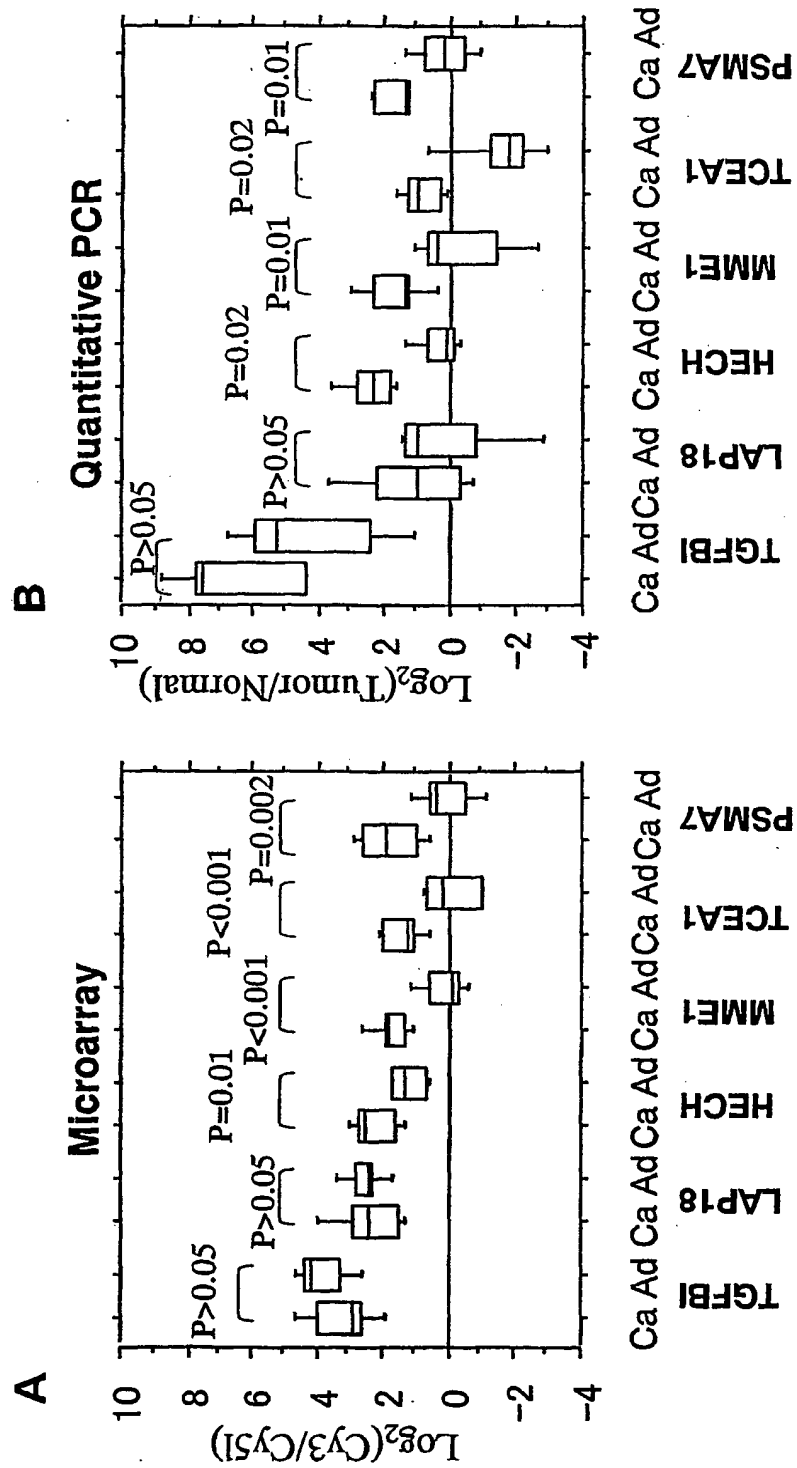 A
Microarray
Log₂(Cy3/Cy5l)
10
8
6
4
2
0
−2
−4
P>0.05
P>0.05
P=0.01
P<0.001
P<0.001
P=0.002
Ca Ad Ca Ad Ca Ad Ca Ad Ca Ad Ca Ad
TGFBI LAP18 HECH MME1 TCEA1 PSMA7
B
Quantitative PCR
Log₂(Tumor/Normal)
10
8
6
4
2
0
−2
−4
P>0.05
P>0.05
P=0.02
P=0.01
P=0.02
P=0.01
Ca Ad Ca Ad Ca Ad Ca Ad Ca Ad Ca Ad
TGFBI LAP18 HECH MME1 TCEA1 PSMA7